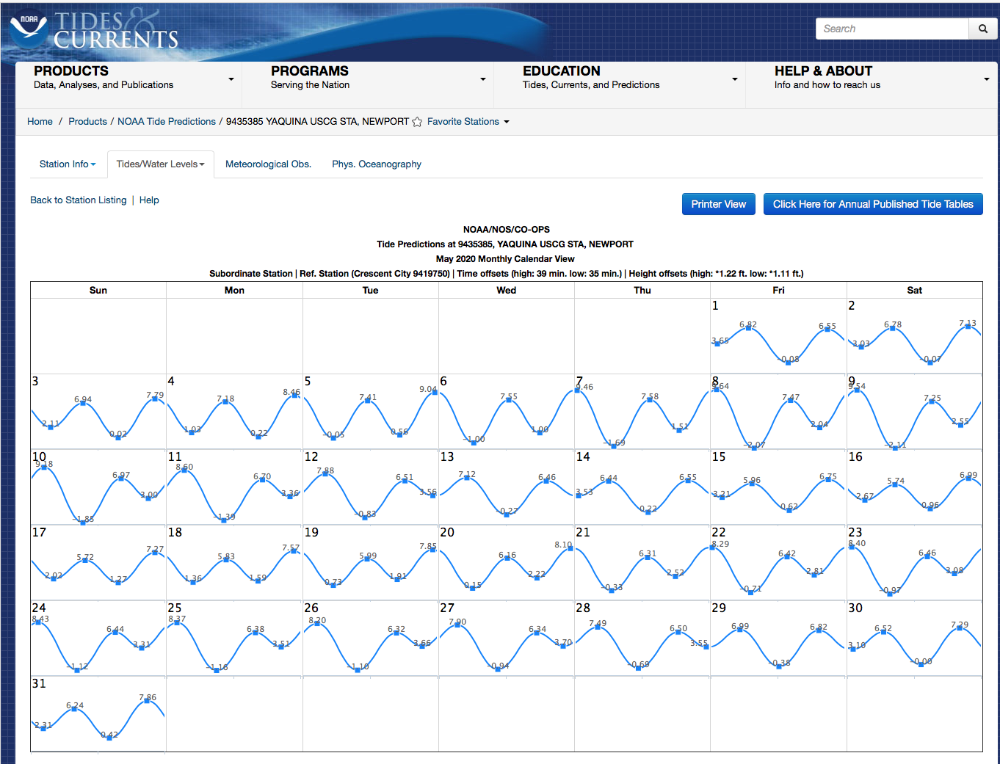 NOAA
TIDES&
CURRENTS
Search
PRODUCTS
Data, Analyses, and Publications
PROGRAMS
Serving the Nation
EDUCATION
Tides, Currents, and Predictions
HELP & ABOUT
Info and how to reach us
Home / Products / NOAA Tide Predictions / 9435385 YAQUINA USCG STA, NEWPORT Favorite Stations
Station Info Tides/Water Levels Meteorological Obs. Phys. Oceanography
Back to Station Listing | Help
Printer View
Click Here for Annual Published Tide Tables
NOAA/NOS/CO-OPS
Tide Predictions at 9435385, YAQUINA USCG STA, NEWPORT
May 2020 Monthly Calendar View
Subordinate Station | Ref. Station (Crescent City 9419750) | Time offsets (high: 39 min. low: 35 min.) | Height offsets (high: *1.22 ft. low: *1.11 ft.)
Sun Mon Tue Wed Thu Fri Sat
1 2
3.65 6.82 -0.08 6.55 3.03 6.78 -0.07 7.13
3 4 5 6 7 8 9
2.11 6.94 0.02 7.79 1.03 7.18 0.22 8.46 -0.05 7.41 0.56 9.04 -1.00 7.55 1.00 9.46 -1.69 7.58 1.51 9.64 -2.07 7.47 2.04 9.54 -2.11 7.25 2.55
10 11 12 13 14 15 16
9.18 -1.85 6.97 3.00 8.60 -1.39 6.70 3.36 7.88 -0.83 6.51 3.56 7.12 -0.27 6.46 3.53 6.44 0.22 6.55 3.21 5.96 0.62 6.75 2.67 5.74 0.96 6.99
17 18 19 20 21 22 23
2.02 5.72 1.27 7.27 1.36 5.83 1.59 7.57 0.73 5.99 1.91 7.85 0.15 6.16 2.22 8.10 -0.33 6.31 2.52 8.29 -0.71 6.42 2.81 8.40 -0.97 6.46 3.08
24 25 26 27 28 29 30
8.43 -1.12 6.44 3.31 8.37 -1.16 6.38 3.51 8.20 -1.10 6.32 3.66 7.90 -0.94 6.34 3.70 7.49 -0.69 6.50 3.55 6.99 -0.38 6.82 3.10 6.52 -0.00 7.29
31
2.31 6.24 0.42 7.86